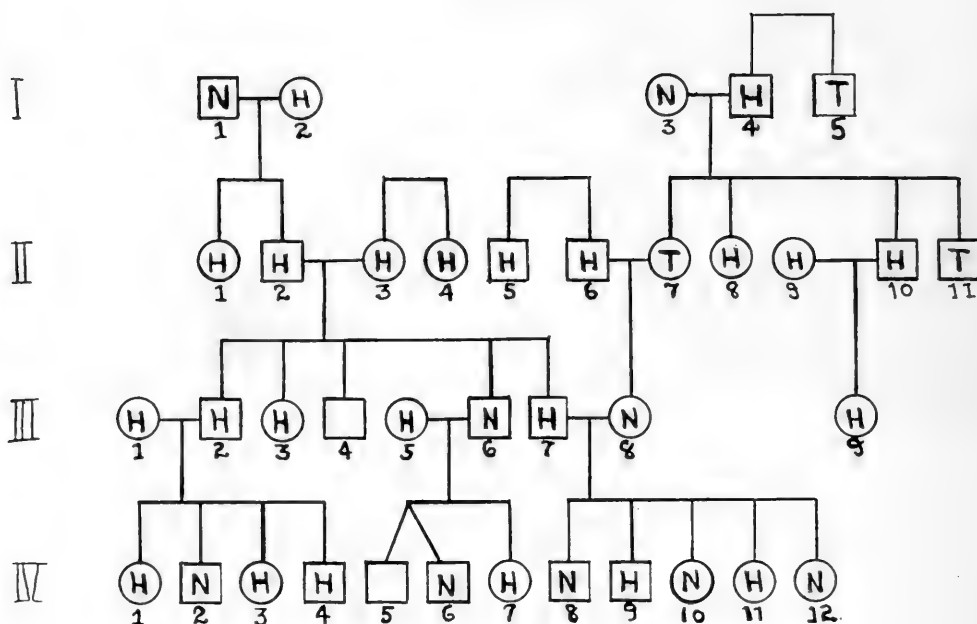 I N H N H T
1 2 3 4 5
II H H H H H H T H H H T
1 2 3 4 5 6 7 8 9 10 11
III H H H H N H N H
1 2 3 4 5 6 7 8 9
IV H N H H N H N H N H N
1 2 3 4 5 6 7 8 9 10 11 12